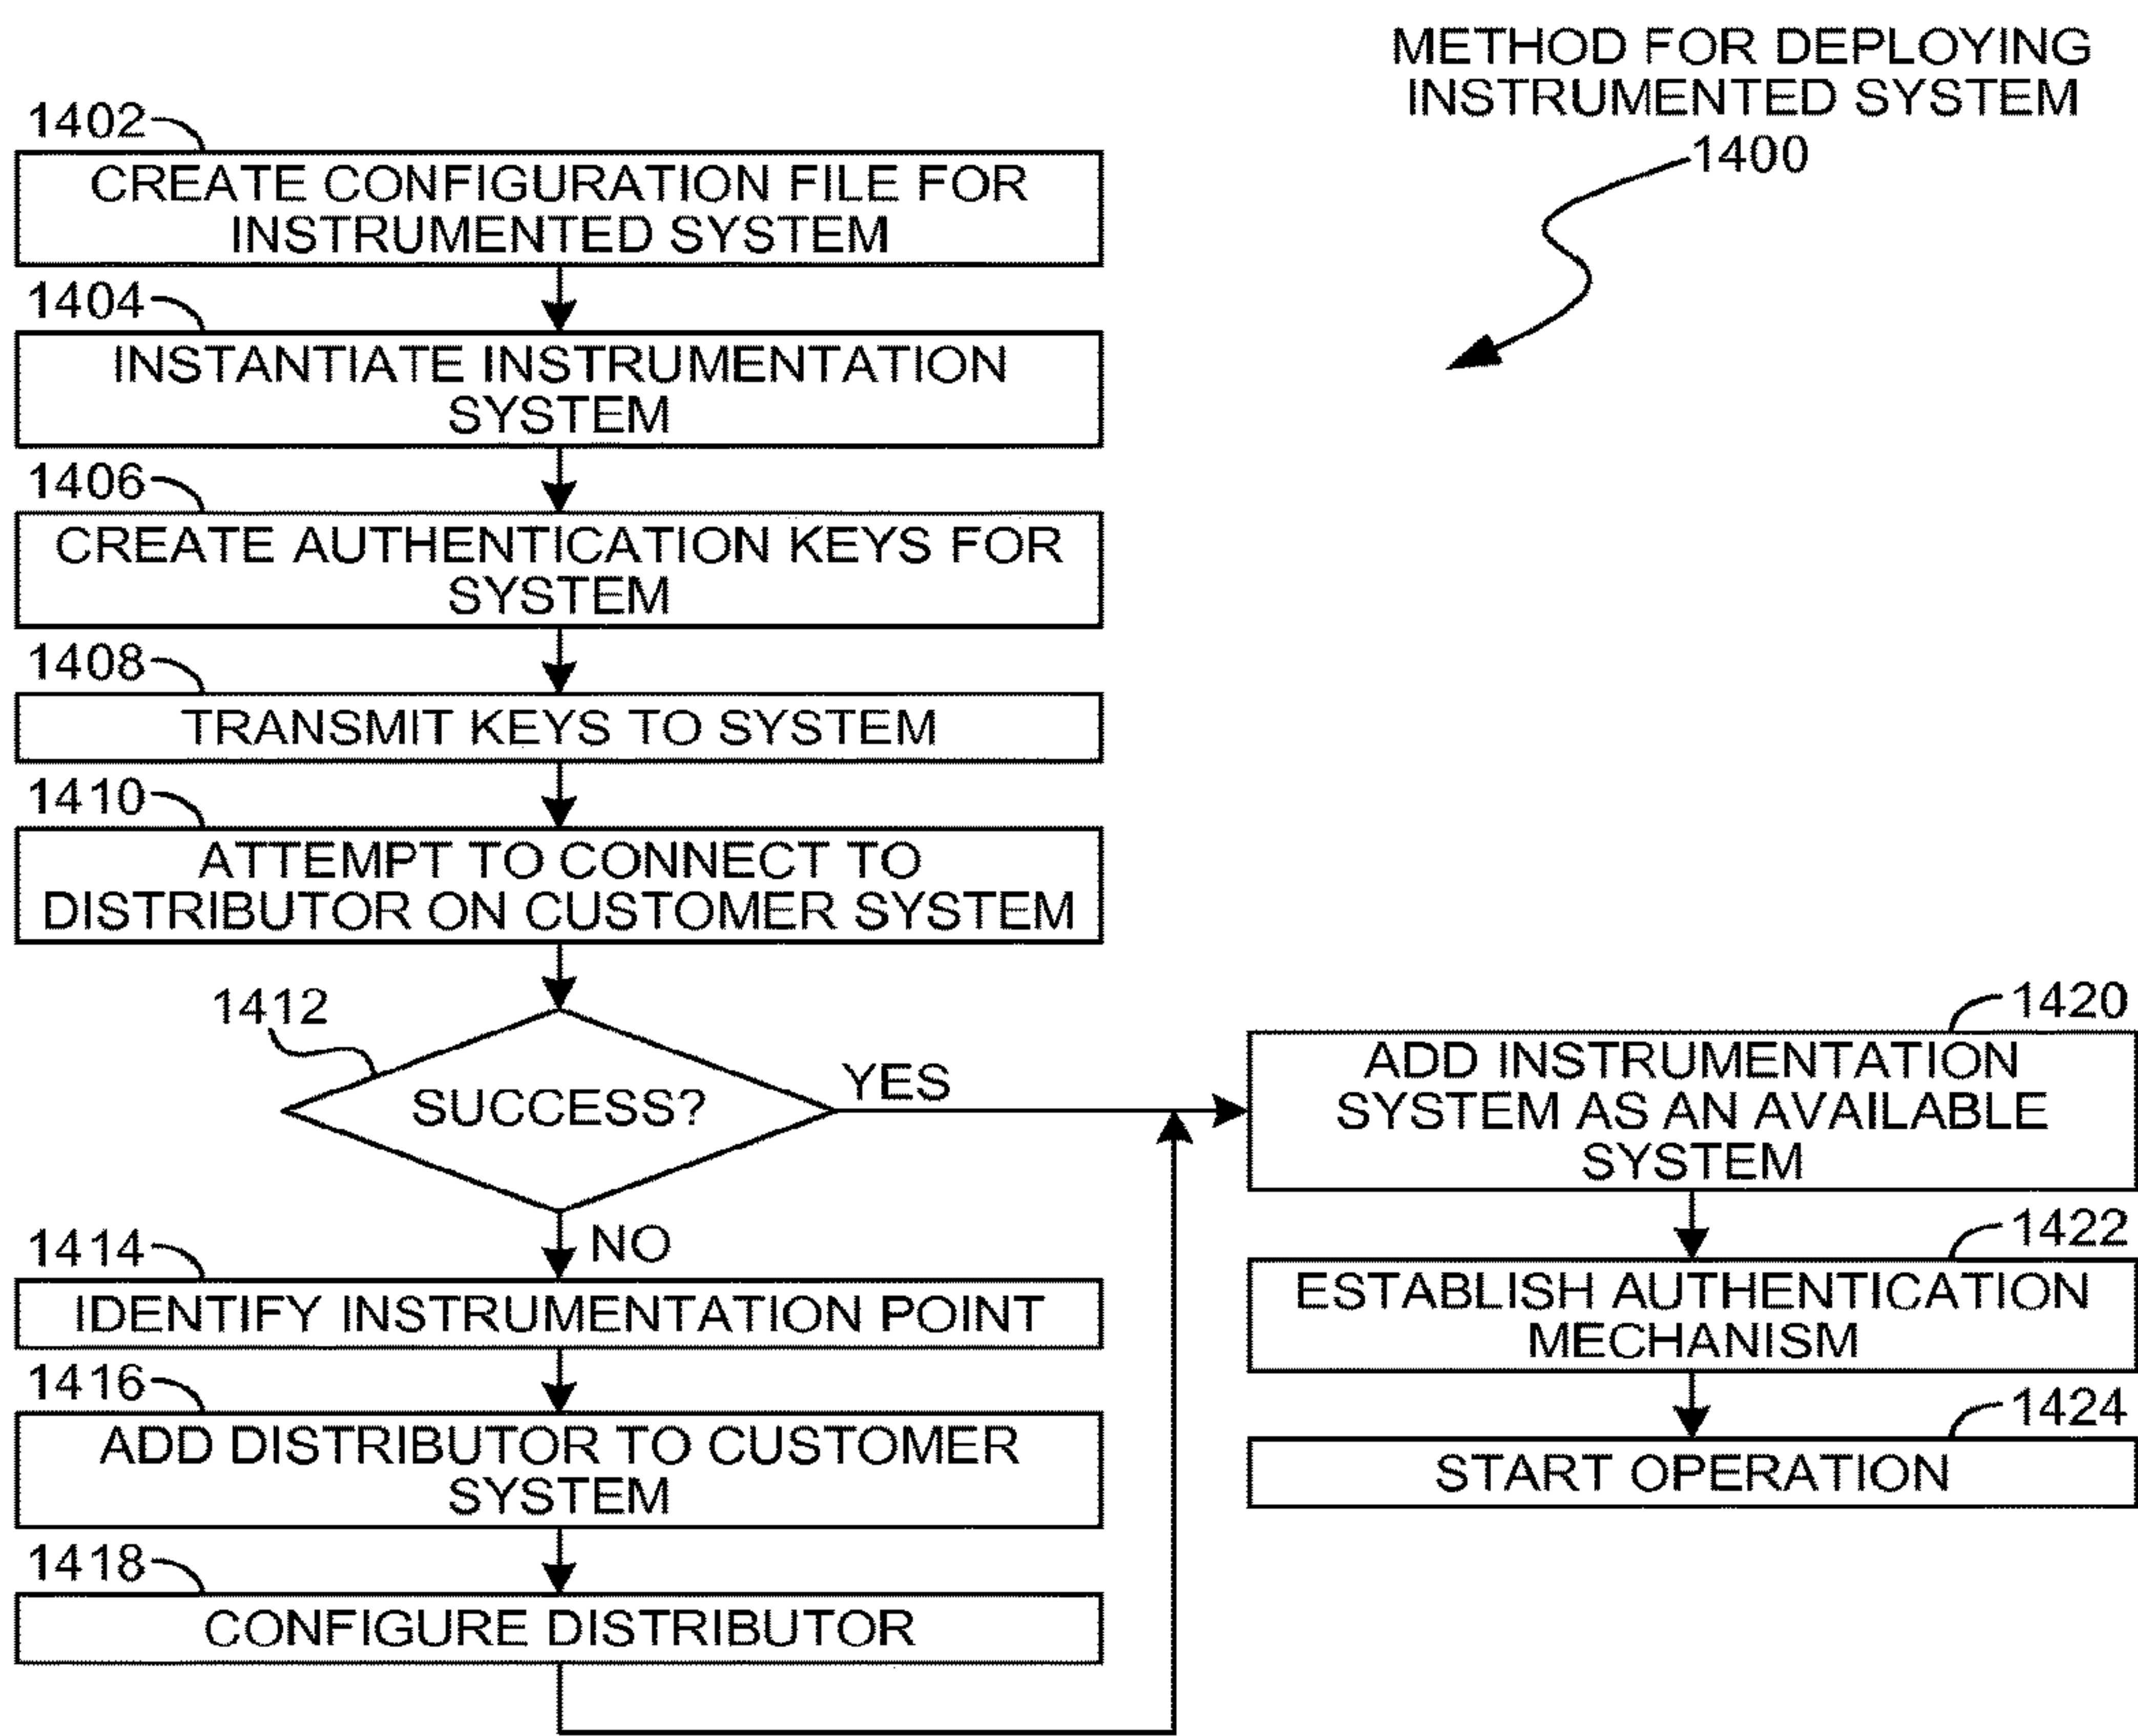 METHOD FOR DEPLOYING
INSTRUMENTED SYSTEM
1400
1402
CREATE CONFIGURATION FILE FOR
INSTRUMENTED SYSTEM
1404
INSTANTIATE INSTRUMENTATION
SYSTEM
1406
CREATE AUTHENTICATION KEYS FOR
SYSTEM
1408
TRANSMIT KEYS TO SYSTEM
1410
ATTEMPT TO CONNECT TO
DISTRIBUTOR ON CUSTOMER SYSTEM
1412
SUCCESS?
YES
NO
1414
IDENTIFY INSTRUMENTATION POINT
1416
ADD DISTRIBUTOR TO CUSTOMER
SYSTEM
1418
CONFIGURE DISTRIBUTOR
1420
ADD INSTRUMENTATION
SYSTEM AS AN AVAILABLE
SYSTEM
1422
ESTABLISH AUTHENTICATION
MECHANISM
1424
START OPERATION